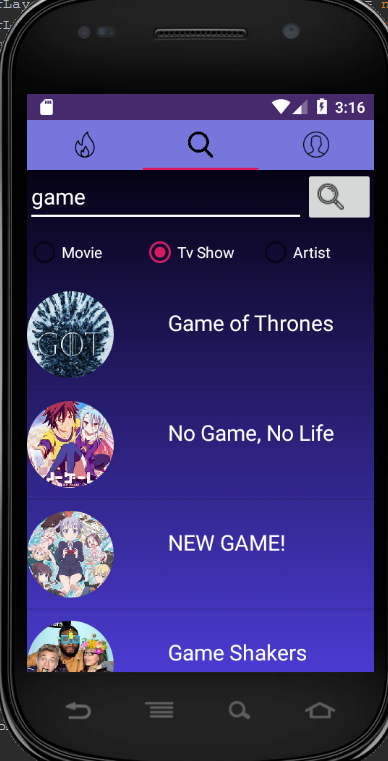 3:16
game
Movie
Tv Show
Artist
GOT
Game of Thrones
No Game, No Life
NEW GAME!
Game Shakers